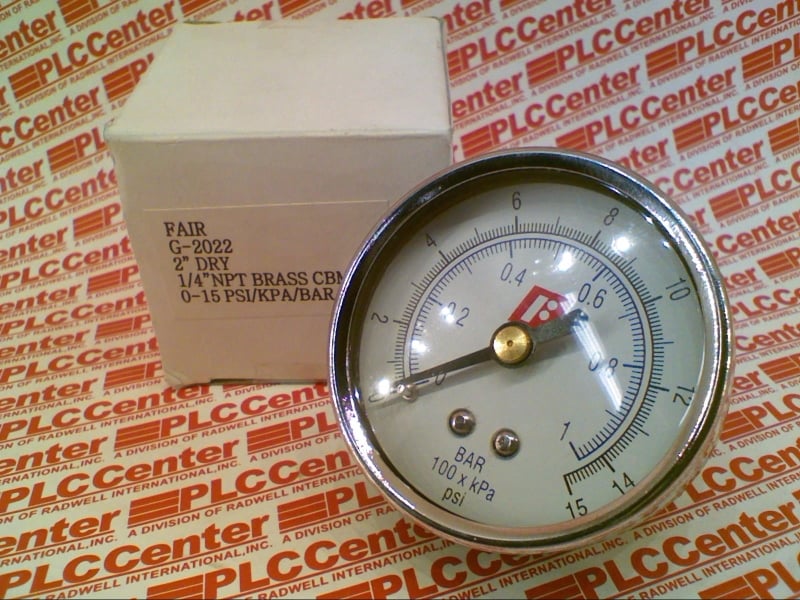 FAIR
G-2022
2" DRY
1/4" NPT BRASS CBM
0-15 PSI/KPA/BAR
0 2 4 6 8 10 12 14 15
0 0.2 0.4 0.6 0.8 1
BAR
100 x kPa
psi
PLCCenter
A DIVISION OF RADWELL INTERNATIONAL, INC.